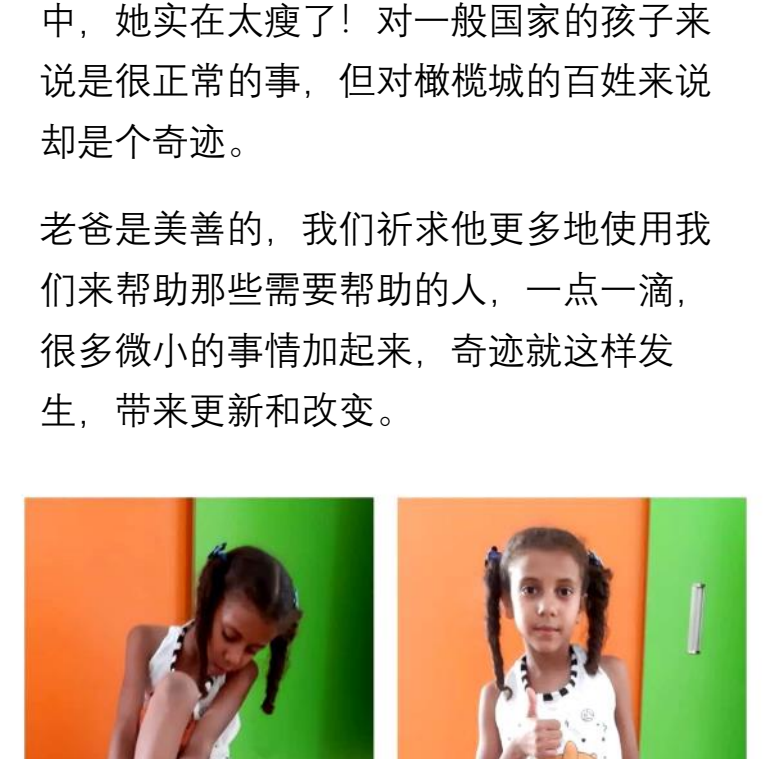 中，她实在太瘦了！对一般国家的孩子来
说是很正常的事，但对橄榄城的百姓来说
却是个奇迹。
老爸是美善的，我们祈求他更多地使用我
们来帮助那些需要帮助的人，一点一滴，
很多微小的事情加起来，奇迹就这样发
生，带来更新和改变。